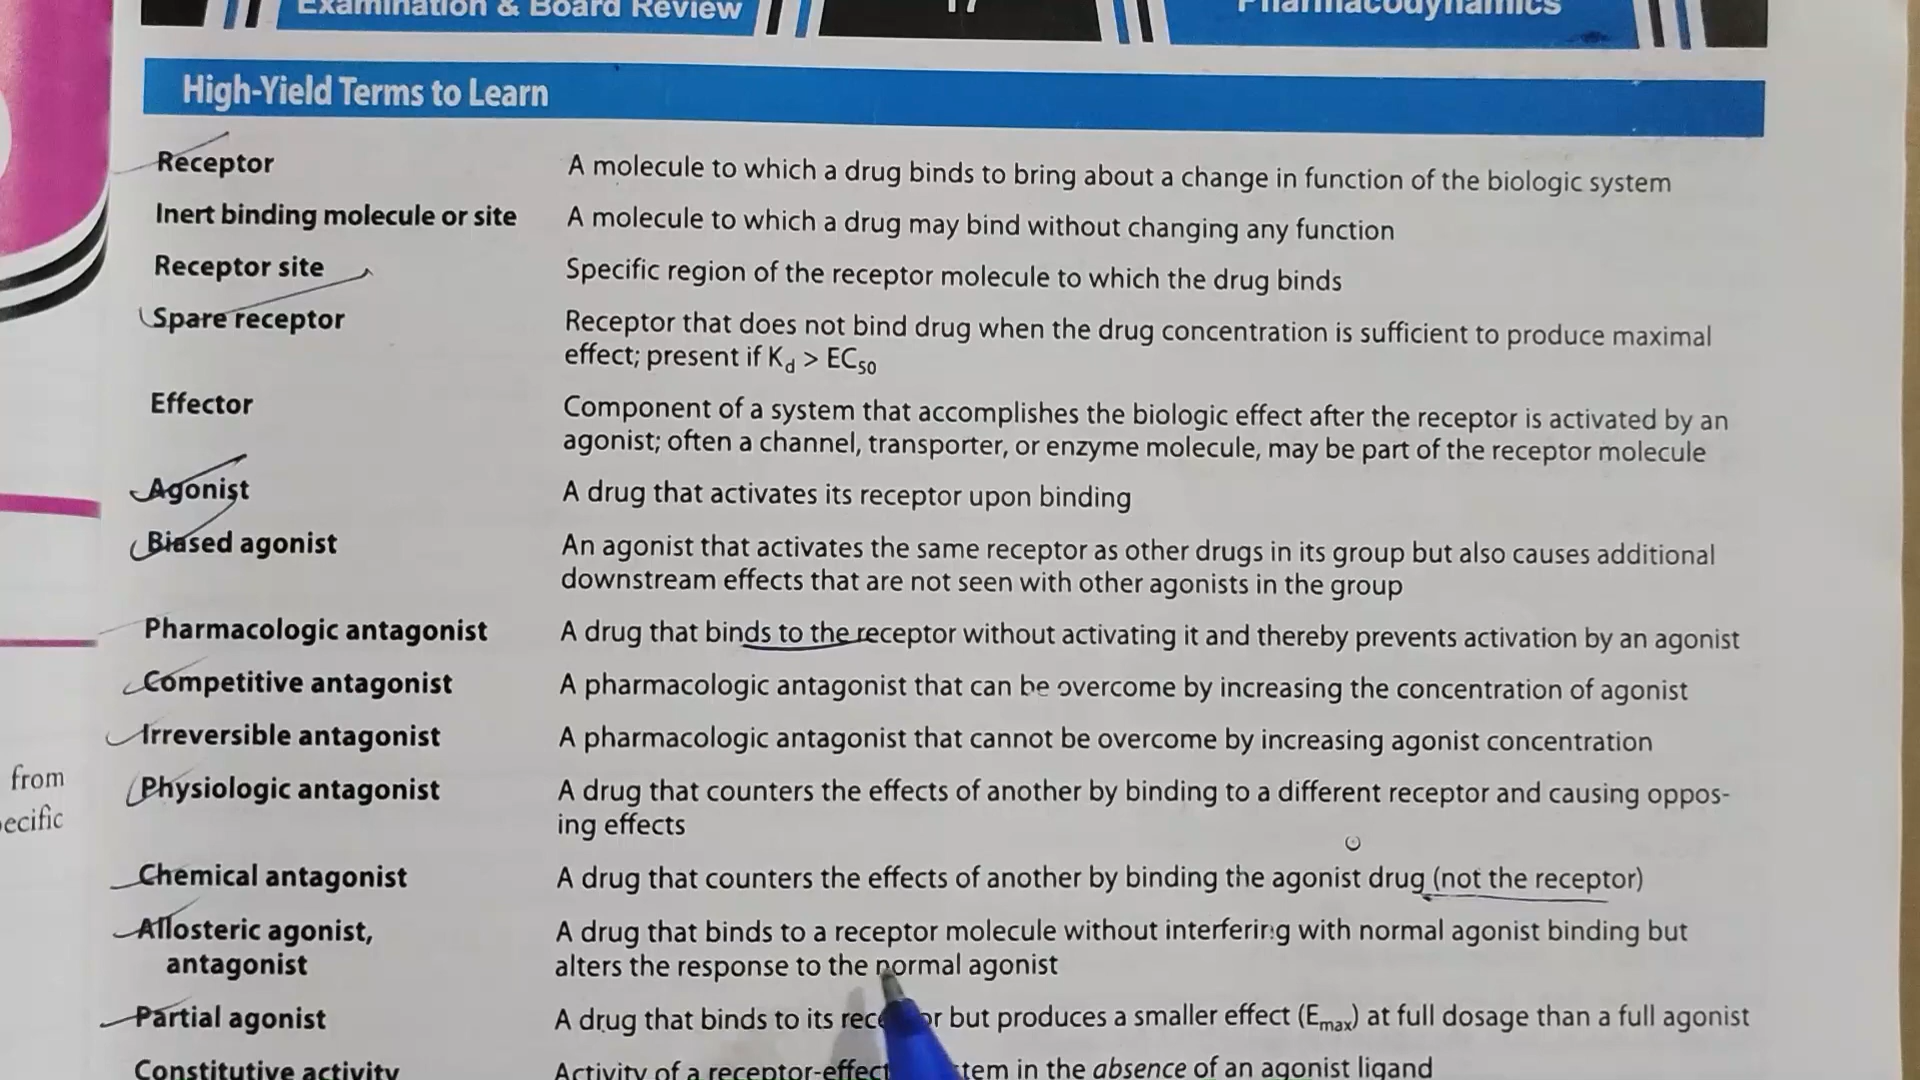 Examination & Board Review
17
Pharmacodynamics
High-Yield Terms to Learn
Receptor A molecule to which a drug binds to bring about a change in function of the biologic system
Inert binding molecule or site A molecule to which a drug may bind without changing any function
Receptor site Specific region of the receptor molecule to which the drug binds
Spare receptor Receptor that does not bind drug when the drug concentration is sufficient to produce maximal
effect; present if Kd > EC50
Effector Component of a system that accomplishes the biologic effect after the receptor is activated by an
agonist; often a channel, transporter, or enzyme molecule, may be part of the receptor molecule
Agonist A drug that activates its receptor upon binding
Biased agonist An agonist that activates the same receptor as other drugs in its group but also causes additional
downstream effects that are not seen with other agonists in the group
Pharmacologic antagonist A drug that binds to the receptor without activating it and thereby prevents activation by an agonist
Competitive antagonist A pharmacologic antagonist that can be overcome by increasing the concentration of agonist
Irreversible antagonist A pharmacologic antagonist that cannot be overcome by increasing agonist concentration
Physiologic antagonist A drug that counters the effects of another by binding to a different receptor and causing oppos-
ing effects
Chemical antagonist A drug that counters the effects of another by binding the agonist drug (not the receptor)
Allosteric agonist, A drug that binds to a receptor molecule without interfering with normal agonist binding but
antagonist alters the response to the normal agonist
Partial agonist A drug that binds to its but produces a smaller effect (Emax) at full dosage than a full agonist
Constitutive activity Activity of a in the absence of an agonist ligand
from